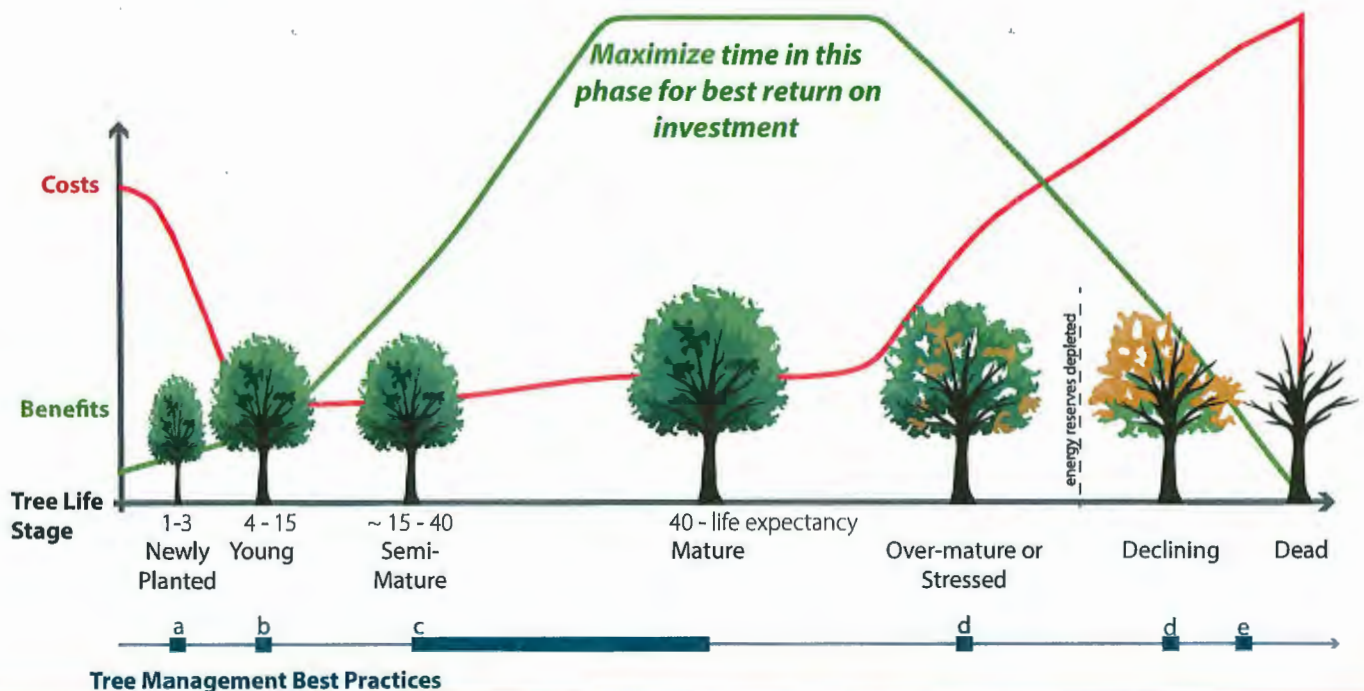 Maximize time in this
phase for best return on
investment
Costs
Benefits
energy reserves depleted
Tree Life
Stage
1-3
Newly
Planted
4 - 15
Young
~ 15 - 40
Semi-
Mature
40 - life expectancy
Mature
Over-mature or
Stressed
Declining
Dead
a b c d d e
Tree Management Best Practices